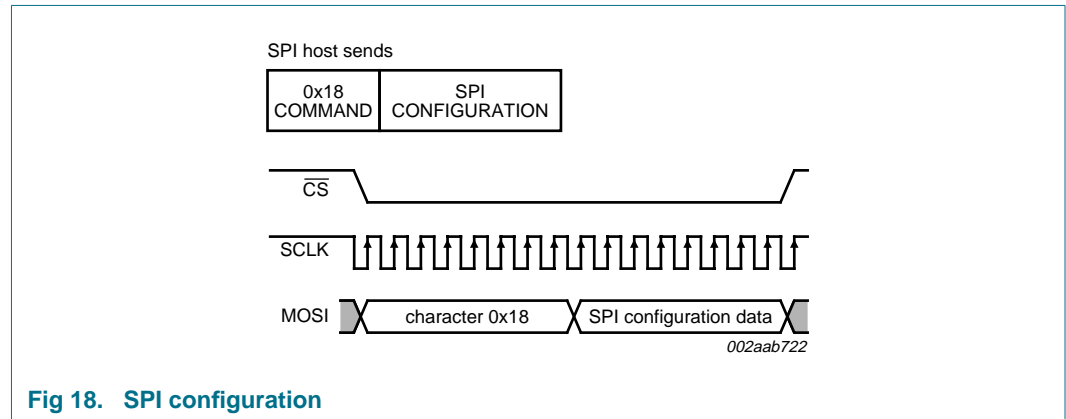 SPI host sends
0x18
COMMAND
SPI
CONFIGURATION
CS
SCLK
MOSI
character 0x18
SPI configuration data
002aab722
Fig 18. SPI configuration